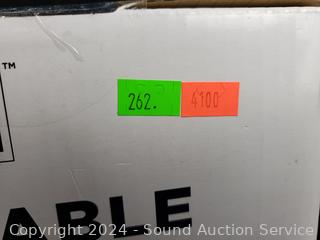 ™
262. 4100
ABLE
Copyright 2024 - Sound Auction Service